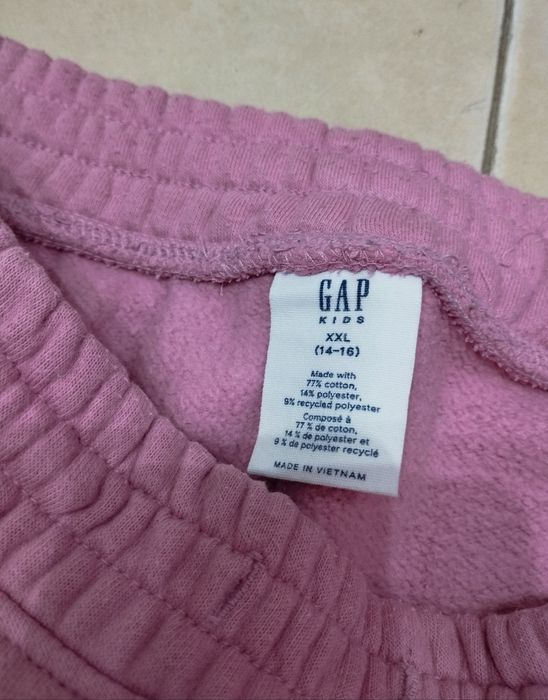 GAP
KIDS
XXL
(14-16)
Made with
77% cotton,
14% polyester,
9% recycled polyester
Composé à
77 % de coton,
14 % de polyester et
9 % de polyester recyclé
MADE IN VIETNAM